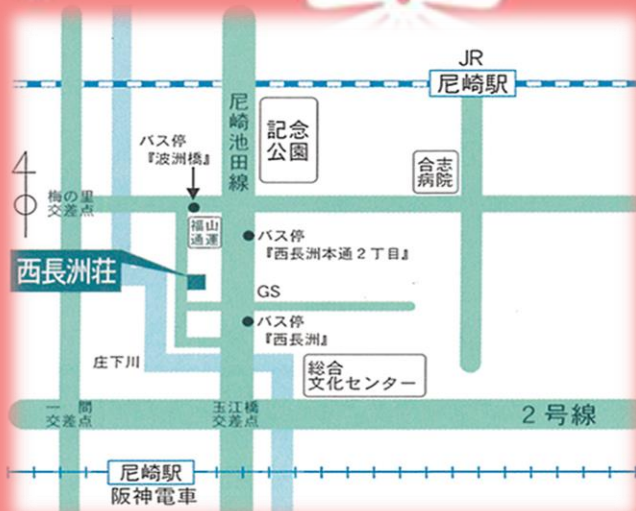 JR
尼崎駅
尼崎池田線
記念
公園
バス停
『波洲橋』
合志
病院
梅の里
交差点
福山
通運
バス停
『西長洲本通2丁目』
西長洲荘
GS
バス停
『西長洲』
庄下川
総合
文化センター
一 間
交差点
玉江橋
交差点
2号線
尼崎駅
阪神電車